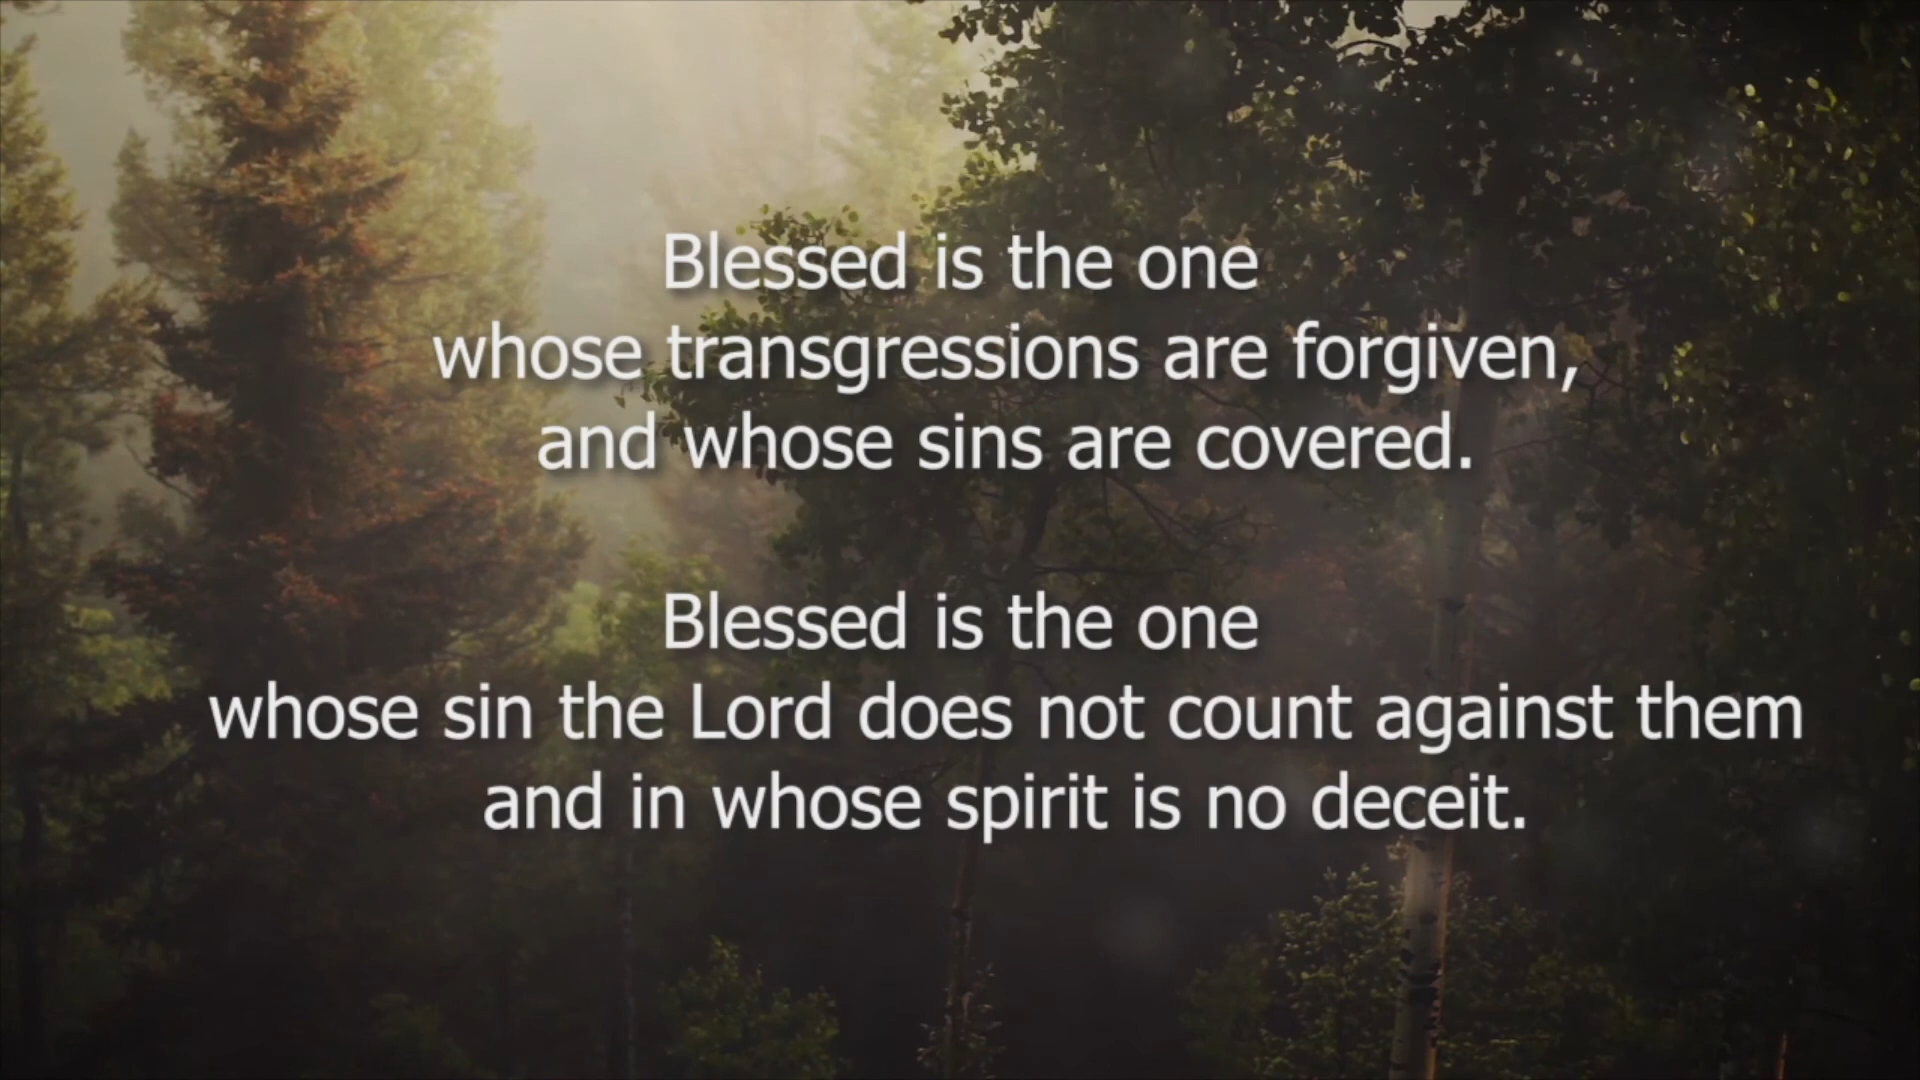 Blessed is the one
whose transgressions are forgiven,
and whose sins are covered.
Blessed is the one
whose sin the Lord does not count against them
and in whose spirit is no deceit.